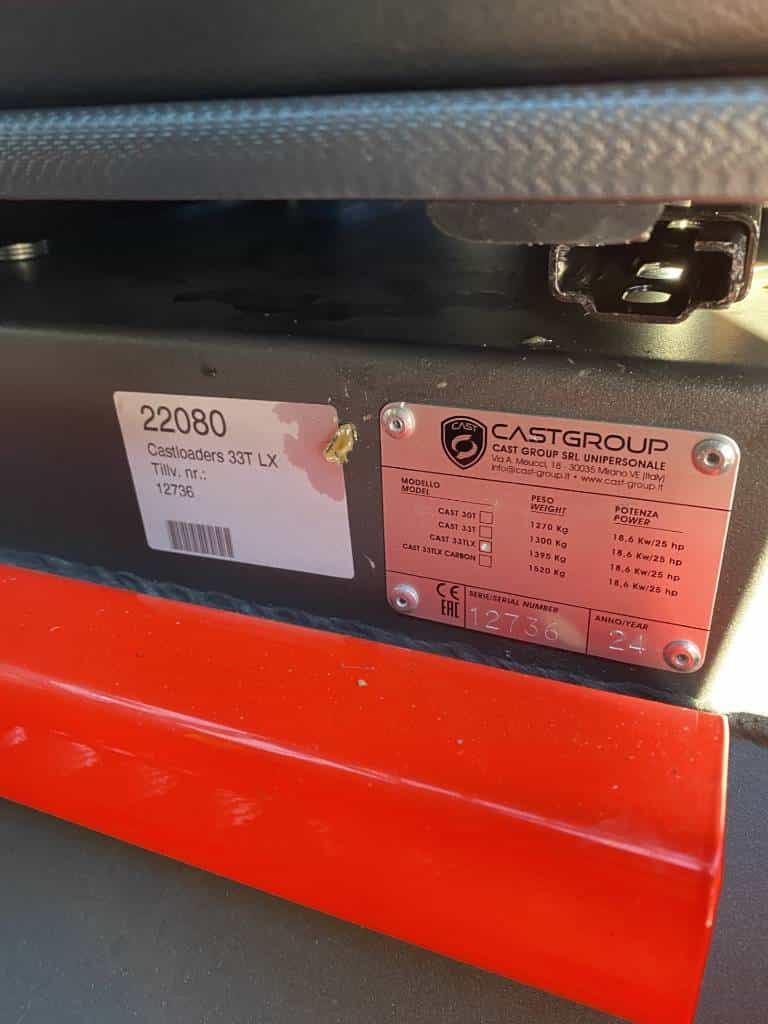 22080
Castloaders 33T LX
Tillv. nr.:
12736
CAST
CASTGROUP
CAST GROUP SRL UNIPERSONALE
Via A. Meucci, 18 - 30035 Mirano VE (Italy)
info@cast-group.it • www.cast-group.it
MODELLO PESO POTENZA
MODEL WEIGHT POWER
CAST 30T 1270 Kg 18,6 Kw/25 hp
CAST 33T 1300 Kg 18,6 Kw/25 hp
CAST 33TLX 1395 Kg 18,6 Kw/25 hp
CAST 33TLX CARBON 1520 Kg 18,6 Kw/25 hp
CE
EAC
SERIE/SERIAL NUMBER
12736
ANNO/YEAR
24